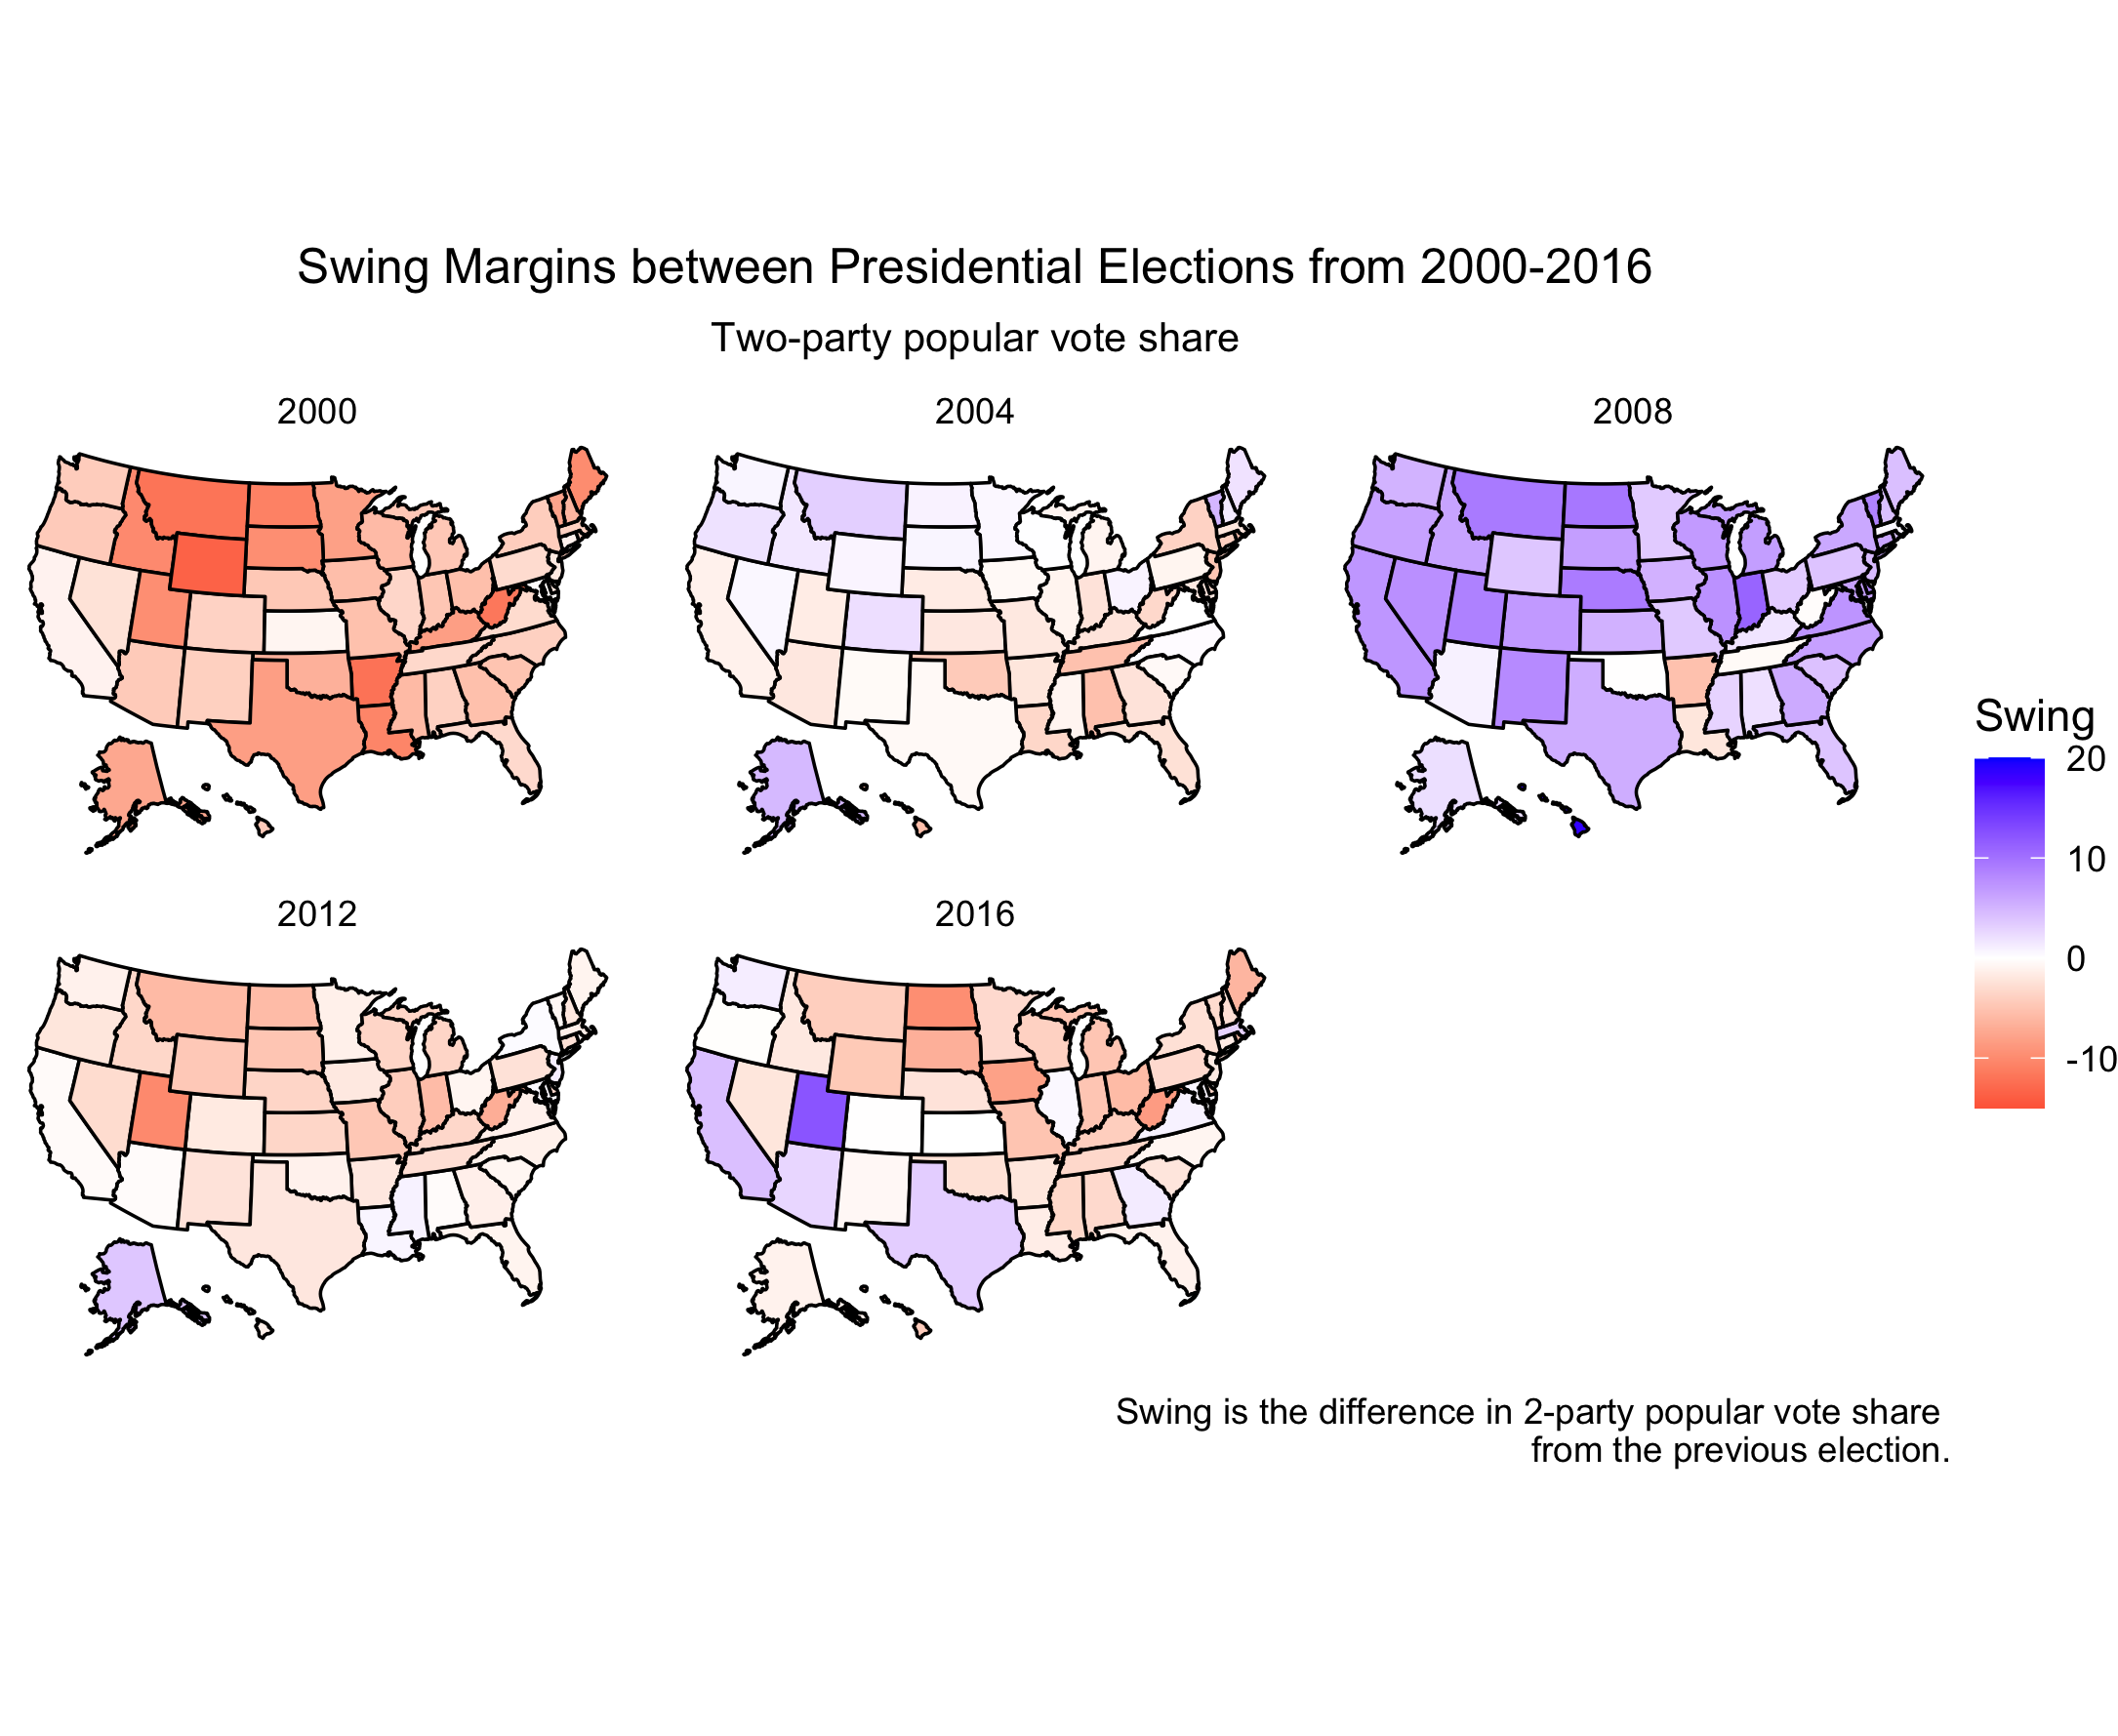 Swing Margins between Presidential Elections from 2000-2016
Two-party popular vote share
2000
2004
2008
2012
2016
Swing
20
10
0
-10
Swing is the difference in 2-party popular vote share
from the previous election.